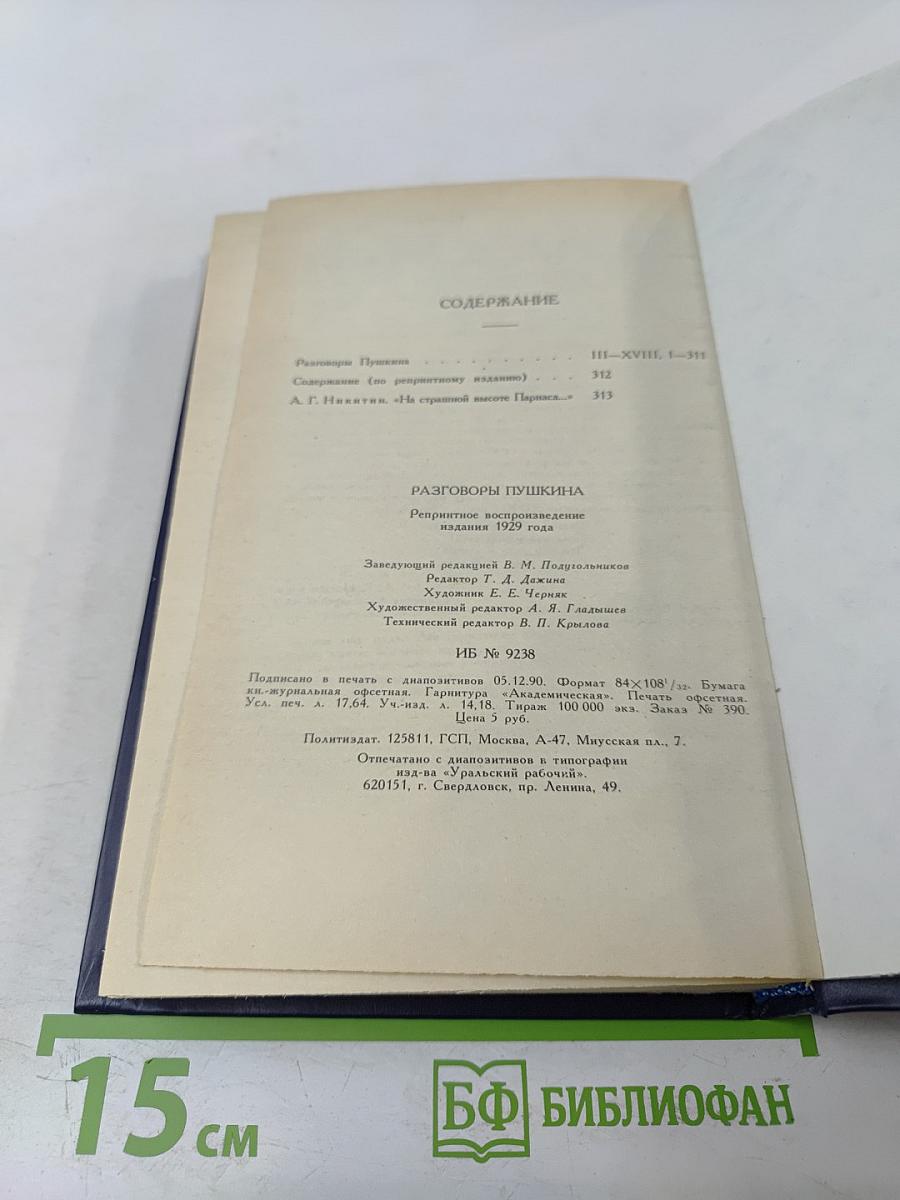 СОДЕРЖАНИЕ
Разговоры Пушкина . . . . . . . . . . III—XVIII, 1—311
Содержание (по репринтному изданию) . . . 312
А. Г. Никитин. «На страшной высоте Парнаса...» 313
РАЗГОВОРЫ ПУШКИНА
Репринтное воспроизведение
издания 1929 года
Заведующий редакцией В. М. Подугольников
Редактор Т. Д. Дажина
Художник Е. Е. Черняк
Художественный редактор А. Я. Гладышев
Технический редактор В. П. Крылова
ИБ № 9238
Подписано в печать с диапозитивов 05.12.90. Формат 84×108¹/₃₂. Бумага
кн.-журнальная офсетная. Гарнитура «Академическая». Печать офсетная.
Усл. печ. л. 17,64. Уч.-изд. л. 14,18. Тираж 100 000 экз. Заказ № 390.
Цена 5 руб.
Политиздат. 125811, ГСП, Москва, А-47, Миусская пл., 7.
Отпечатано с диапозитивов в типографии
изд-ва «Уральский рабочий».
620151, г. Свердловск, пр. Ленина, 49.
15 см
БФ БИБЛИОФАН